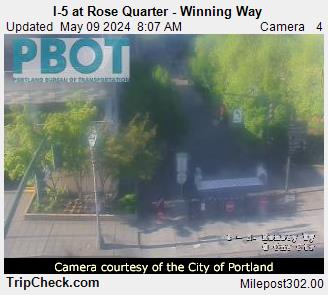 I-5 at Rose Quarter - Winning Way
Updated May 09 2024 8:07 AM Camera 4
PBOT
PORTLAND BUREAU OF TRANSPORTATION
Camera courtesy of the City of Portland
TripCheck.com Milepost302.00